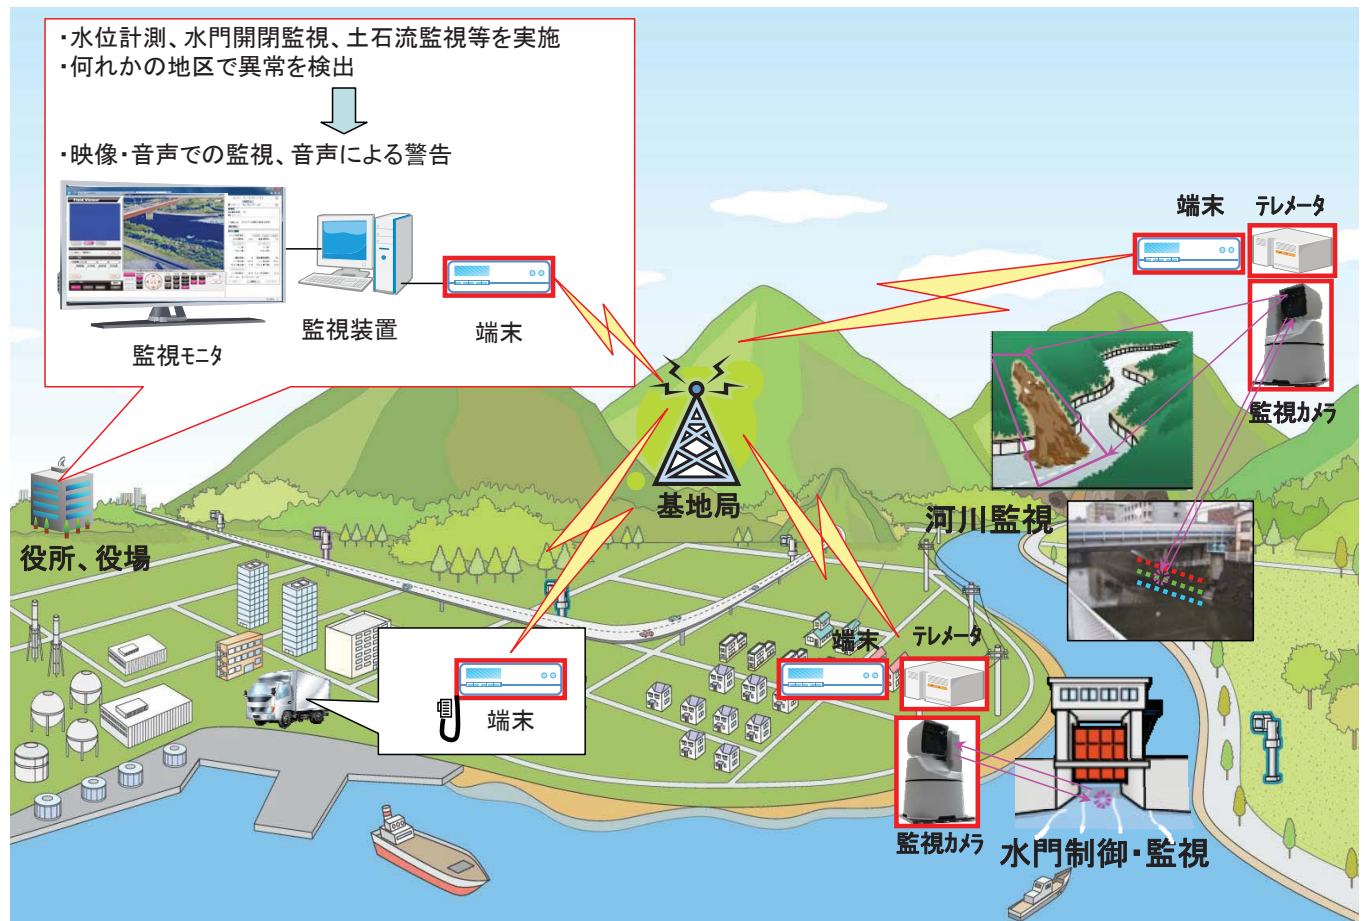 ・水位計測、水門開閉監視、土石流監視等を実施
・何れかの地区で異常を検出
・映像・音声での監視、音声による警告
Field Viewer
監視モニタ
監視装置
端末
端末
テレメータ
監視カメラ
基地局
河川監視
役所、役場
端末
端末
テレメータ
監視カメラ
水門制御・監視